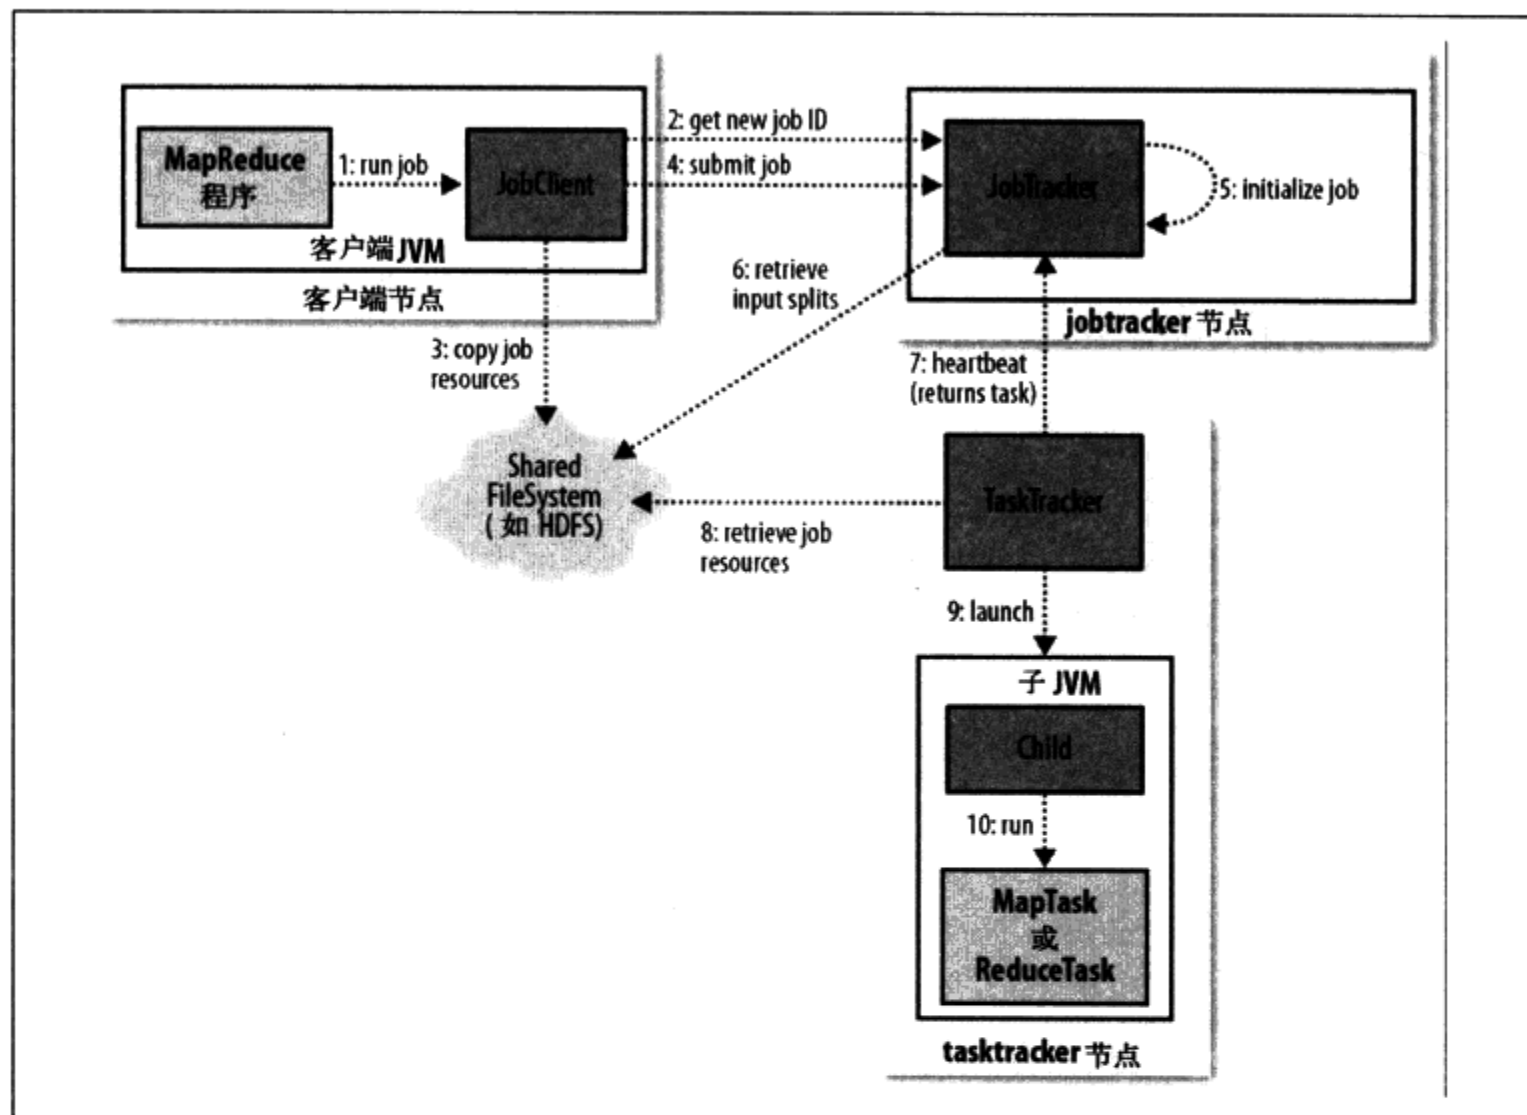 MapReduce
程序
1: run job
JobClient
客户端 JVM
客户端节点
2: get new job ID
4: submit job
JobTracker
5: initialize job
jobtracker 节点
3: copy job
resources
6: retrieve
input splits
7: heartbeat
(returns task)
Shared
FileSystem
( 如 HDFS)
8: retrieve job
resources
TaskTracker
9: launch
子 JVM
Child
10: run
MapTask
或
ReduceTask
tasktracker 节点